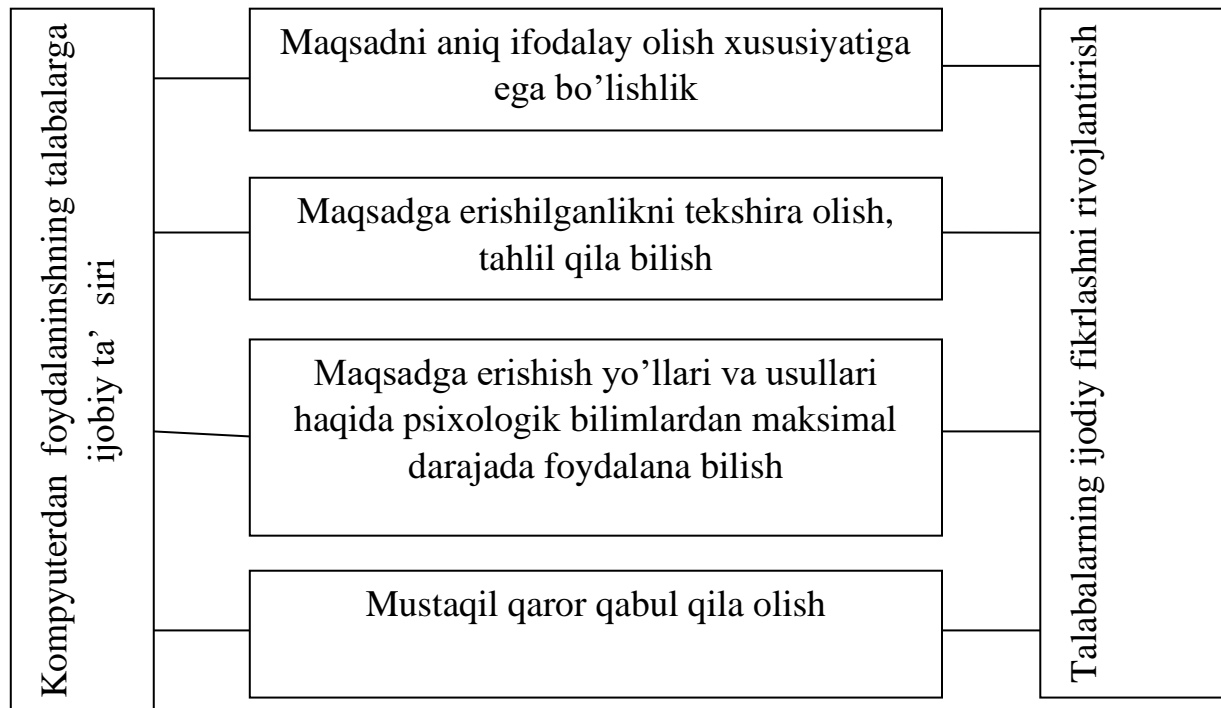 Kompyuterdan foydalaninshning talabalarga
ijobiy ta’ siri
Maqsadni aniq ifodalay olish xususiyatiga
ega bo’lishlik
Maqsadga erishilganlikni tekshira olish,
tahlil qila bilish
Maqsadga erishish yo’llari va usullari
haqida psixologik bilimlardan maksimal
darajada foydalana bilish
Mustaqil qaror qabul qila olish
Talabalarning ijodiy fikrlashni rivojlantirish